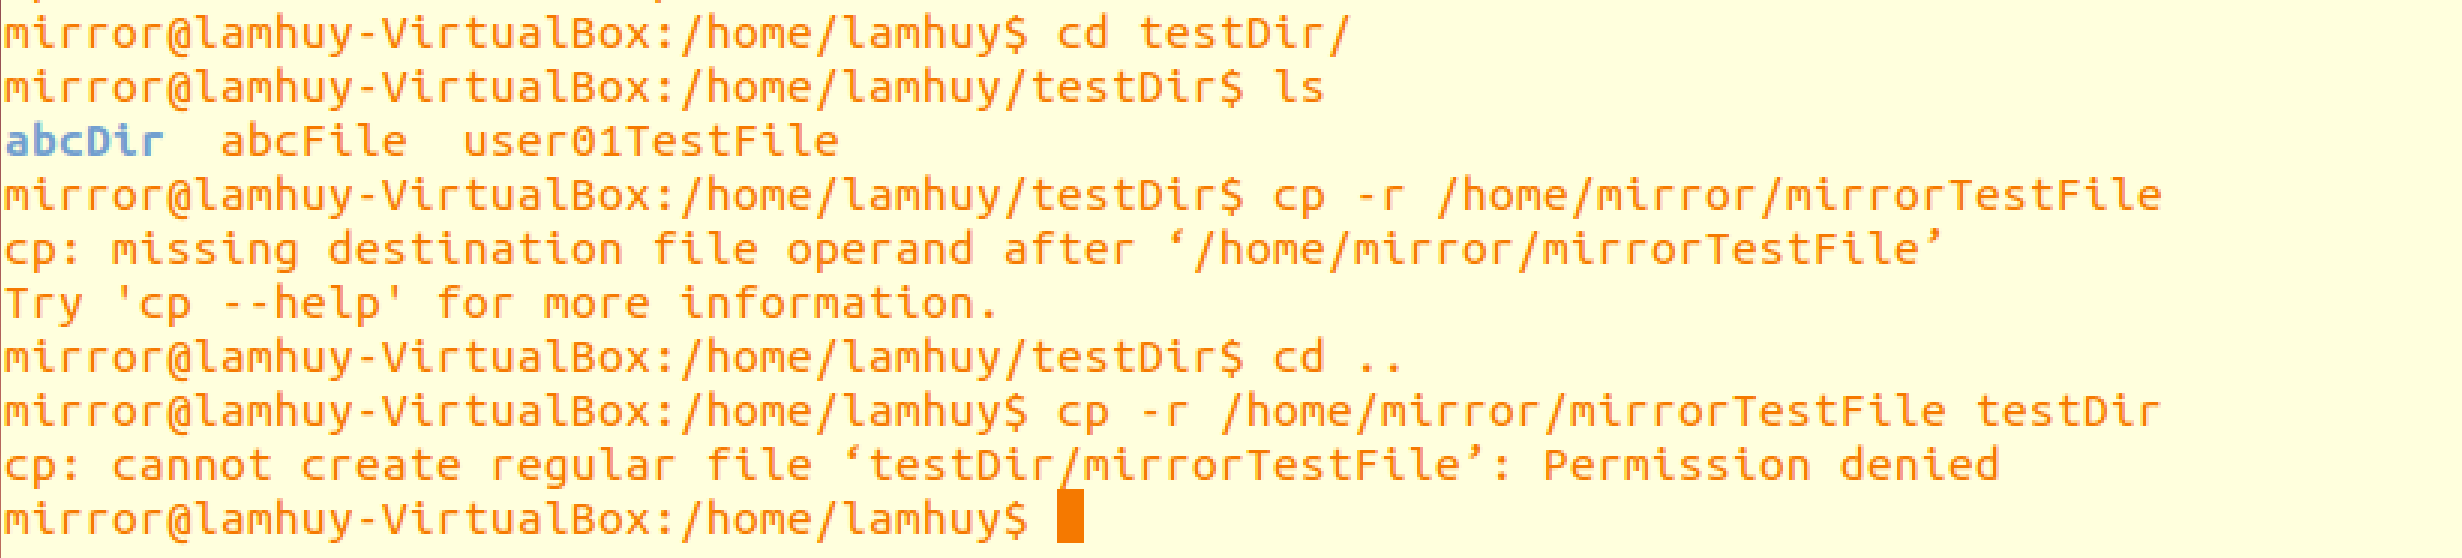 mirror@lamhuy-VirtualBox:/home/lamhuy$ cd testDir/
mirror@lamhuy-VirtualBox:/home/lamhuy/testDir$ ls
abcDir  abcFile  user01TestFile
mirror@lamhuy-VirtualBox:/home/lamhuy/testDir$ cp -r /home/mirror/mirrorTestFile
cp: missing destination file operand after ‘/home/mirror/mirrorTestFile’
Try 'cp --help' for more information.
mirror@lamhuy-VirtualBox:/home/lamhuy/testDir$ cd ..
mirror@lamhuy-VirtualBox:/home/lamhuy$ cp -r /home/mirror/mirrorTestFile testDir
cp: cannot create regular file ‘testDir/mirrorTestFile’: Permission denied
mirror@lamhuy-VirtualBox:/home/lamhuy$